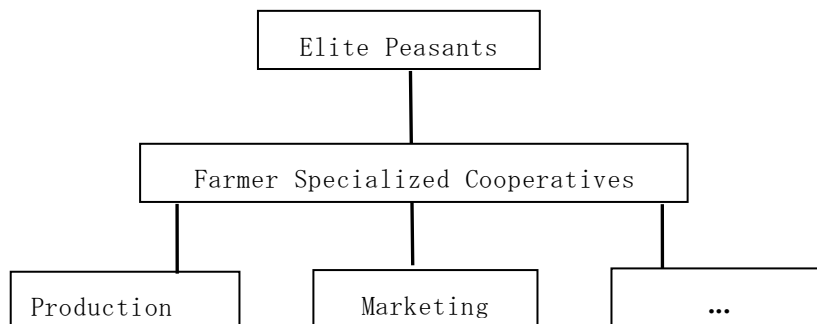 Elite Peasants
Farmer Specialized Cooperatives
Production
Marketing
…